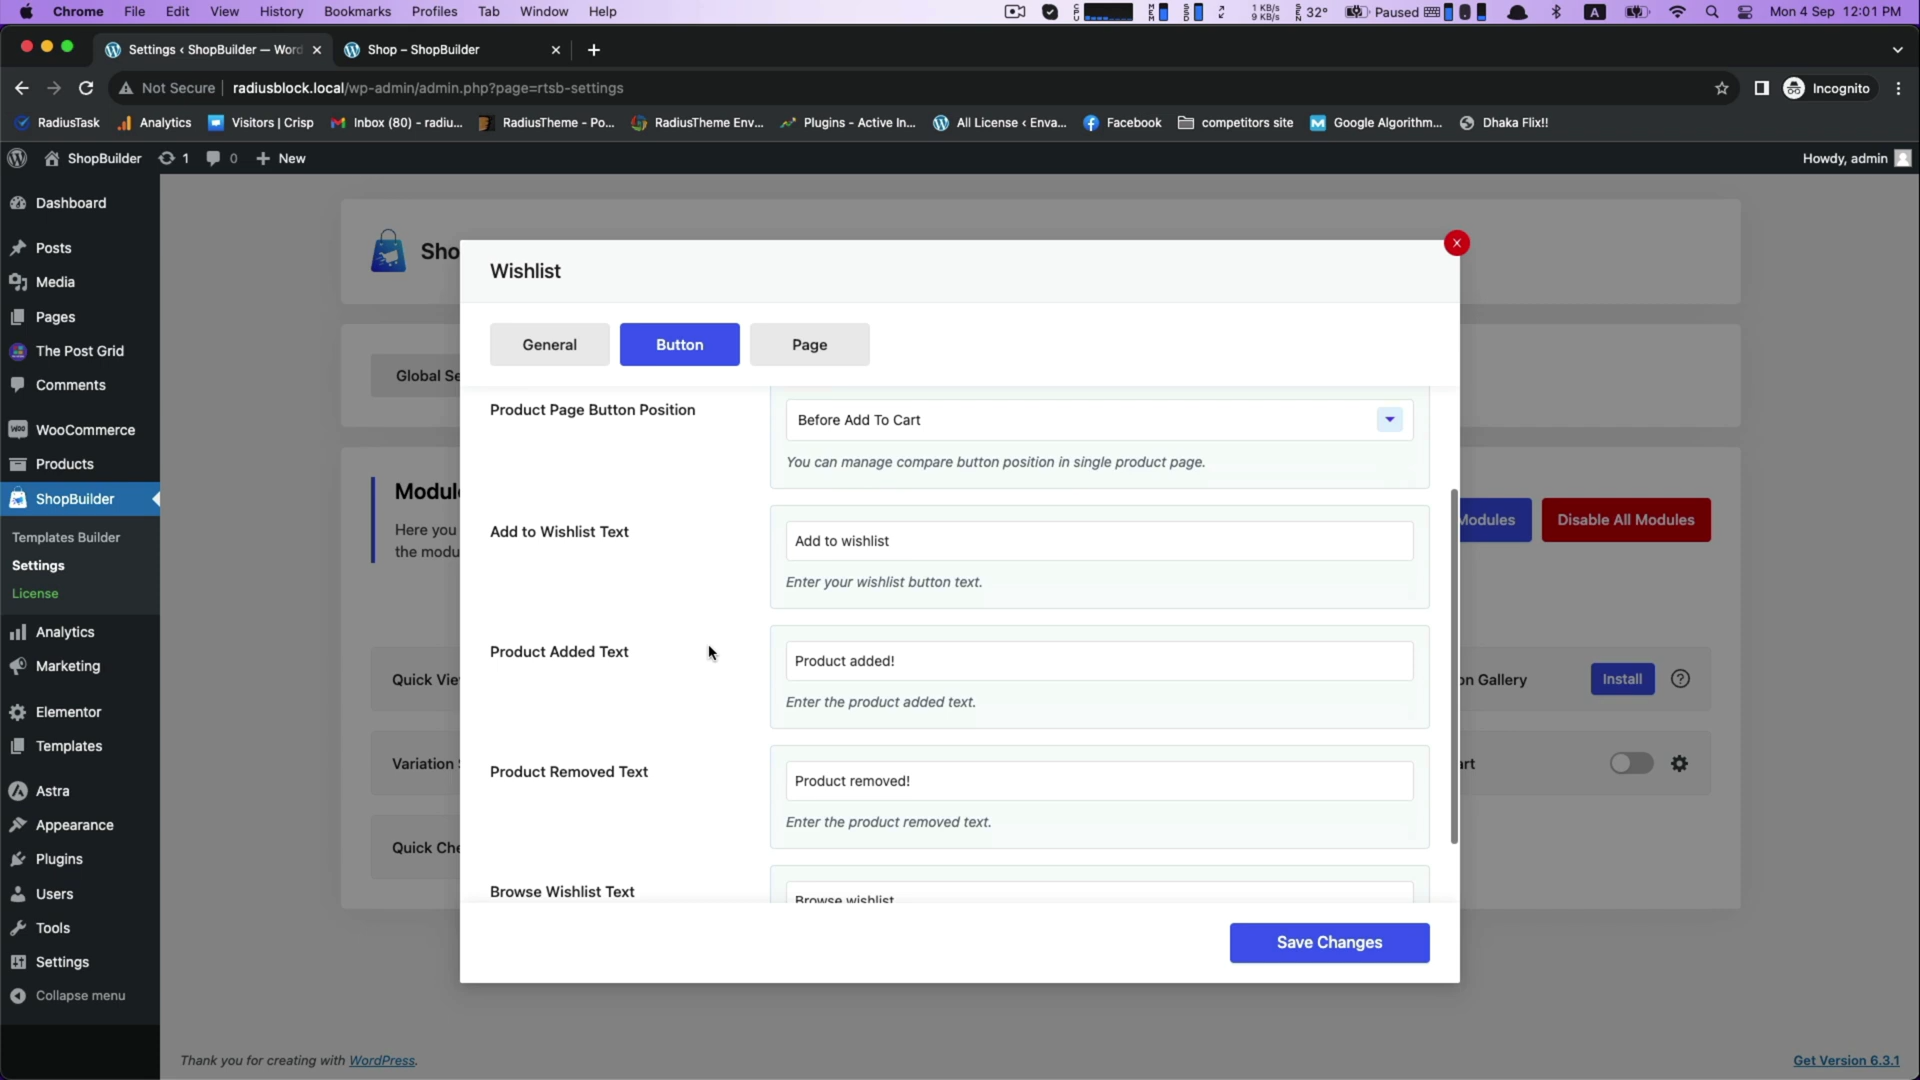 Chrome File Edit View History Bookmarks Profiles Tab Window Help
1 KB/s
9 KB/s
32° Paused A Mon 4 Sep 12:01 PM
Settings ‹ ShopBuilder — Word
Shop – ShopBuilder
Not Secure radiusblock.local/wp-admin/admin.php?page=rtsb-settings
Incognito
RadiusTask Analytics Visitors | Crisp Inbox (80) - radiu... RadiusTheme - Po... RadiusTheme Env... Plugins - Active In... All License ‹ Enva... Facebook competitors site Google Algorithm... Dhaka Flix!!
ShopBuilder 1 0 New Howdy, admin
Dashboard
Posts
Media
Pages
The Post Grid
Comments
WooCommerce
Products
ShopBuilder
Templates Builder
Settings
License
Analytics
Marketing
Elementor
Templates
Astra
Appearance
Plugins
Users
Tools
Settings
Collapse menu
Sho
Global Se
Module
Here you
the modu
Modules
Disable All Modules
Quick Vie
on Gallery Install ?
Variation
art
Quick Che
Wishlist
X
General Button Page
Product Page Button Position
Before Add To Cart
You can manage compare button position in single product page.
Add to Wishlist Text
Add to wishlist
Enter your wishlist button text.
Product Added Text
Product added!
Enter the product added text.
Product Removed Text
Product removed!
Enter the product removed text.
Browse Wishlist Text
Browse wishlist
Save Changes
Thank you for creating with WordPress.
Get Version 6.3.1